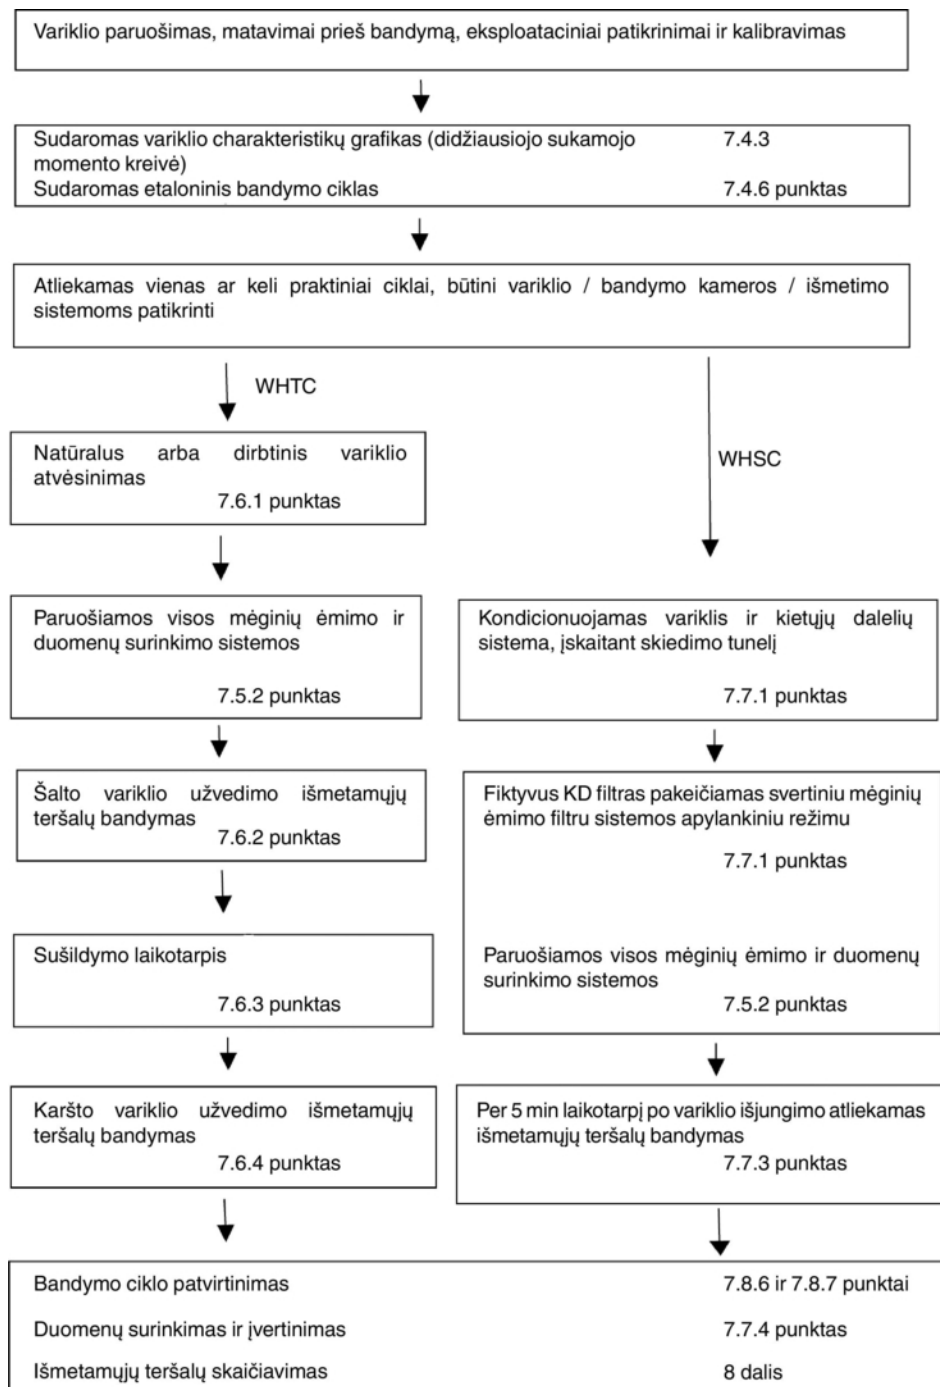 Variklio paruošimas, matavimai prieš bandymą, eksploataciniai patikrinimai ir kalibravimas
Sudaromas variklio charakteristikų grafikas (didžiausiojo sukamojo 7.4.3
momento kreivė)
Sudaromas etaloninis bandymo ciklas 7.4.6 punktas
Atliekamas vienas ar keli praktiniai ciklai, būtini variklio / bandymo kameros / išmetimo
sistemoms patikrinti
WHTC
Natūralus arba dirbtinis variklio
atvėsinimas
7.6.1 punktas
Paruošiamos visos mėginių ėmimo ir
duomenų surinkimo sistemos
7.5.2 punktas
Šalto variklio užvedimo išmetamųjų
teršalų bandymas
7.6.2 punktas
Sušildymo laikotarpis
7.6.3 punktas
Karšto variklio užvedimo išmetamųjų
teršalų bandymas
7.6.4 punktas
WHSC
Kondicionuojamas variklis ir kietųjų dalelių
sistema, įskaitant skiedimo tunelį
7.7.1 punktas
Fiktyvus KD filtras pakeičiamas svertiniu mėginių
ėmimo filtru sistemos apylankiniu režimu
7.7.1 punktas
Paruošiamos visos mėginių ėmimo ir duomenų
surinkimo sistemos
7.5.2 punktas
Per 5 min laikotarpį po variklio išjungimo atliekamas
išmetamųjų teršalų bandymas
7.7.3 punktas
Bandymo ciklo patvirtinimas 7.8.6 ir 7.8.7 punktai
Duomenų surinkimas ir įvertinimas 7.7.4 punktas
Išmetamųjų teršalų skaičiavimas 8 dalis